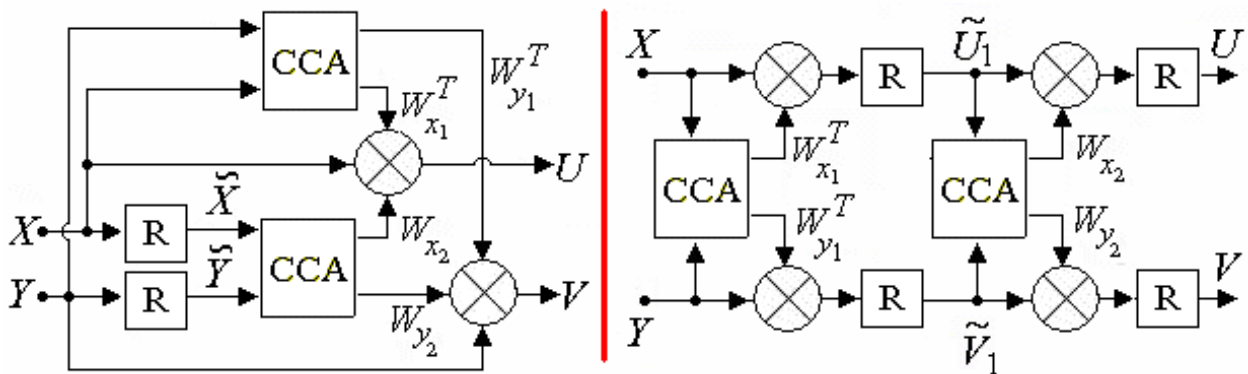 CCA
W_{y_1}^T
W_{x_1}^T
U
X
R
X̃̃
CCA
W_{x_2}
Y
R
Ỹ̃
W_{y_2}
V
X
R
Ũ_1
R
U
W_{x_1}^T
W_{x_2}
CCA
CCA
W_{y_1}^T
W_{y_2}
Y
R
Ṽ_1
R
V